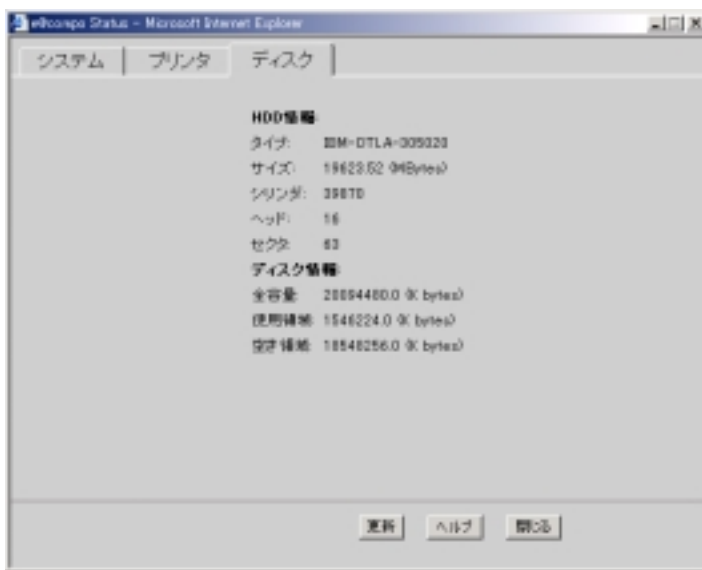 e@compo Status - Microsoft Internet Explorer
システム プリンタ ディスク
HDD情報:
タイプ: IBM-DTLA-305020
サイズ: 19623.52 (MBytes)
シリンダ: 39870
ヘッド: 16
セクタ: 63
ディスク情報:
全容量: 20094480.0 (K bytes)
使用領域: 1546224.0 (K bytes)
空き領域: 18548256.0 (K bytes)
更新 ヘルプ 閉じる